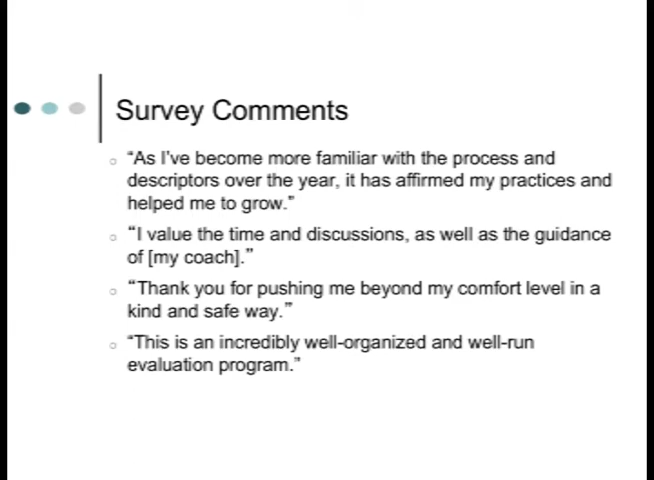 Survey Comments
"As I've become more familiar with the process and
descriptors over the year, it has affirmed my practices and
helped me to grow."
"I value the time and discussions, as well as the guidance
of [my coach]."
"Thank you for pushing me beyond my comfort level in a
kind and safe way."
"This is an incredibly well-organized and well-run
evaluation program."